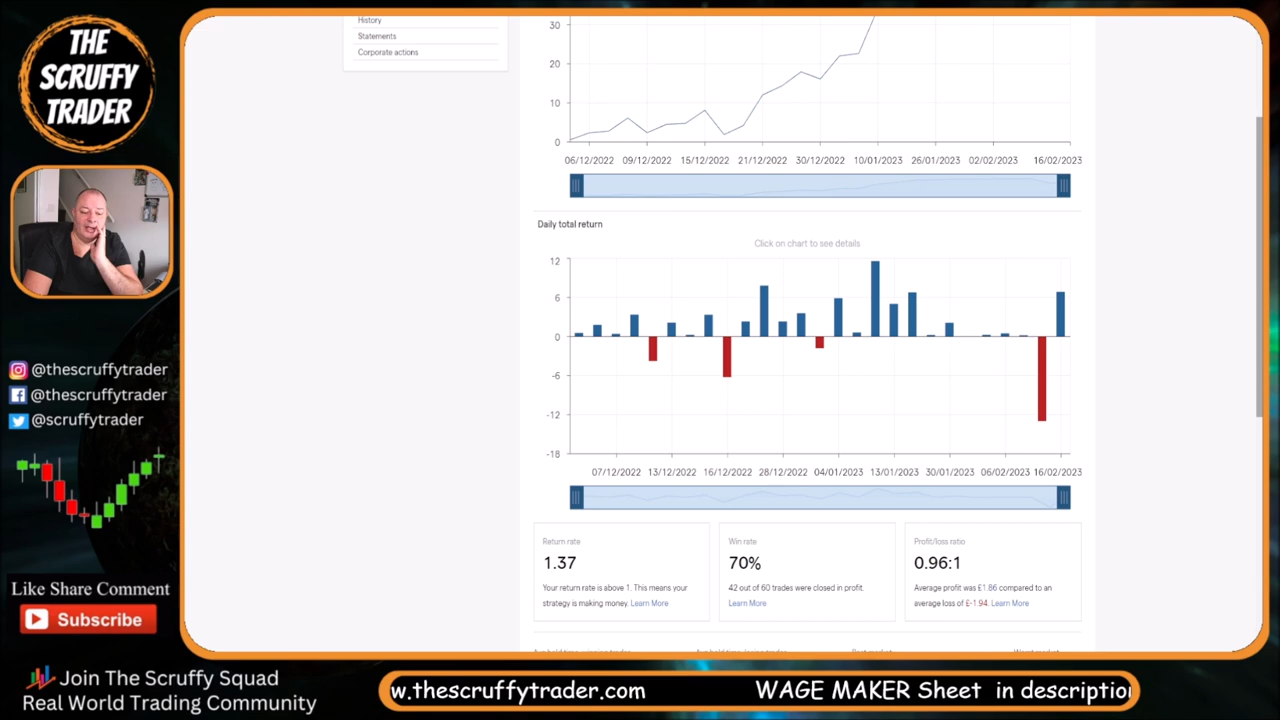 THE
SCRUFFY
TRADER
@thescruffytrader
@thescruffytrader
@scruffytrader
Like Share Comment
Subscribe
Join The Scruffy Squad
Real World Trading Community
History
Statements
Corporate actions
30
20
10
0
06/12/2022 09/12/2022 15/12/2022 21/12/2022 30/12/2022 10/01/2023 26/01/2023 02/02/2023 16/02/2023
Daily total return
Click on chart to see details
12
6
0
-6
-12
-18
07/12/2022 13/12/2022 16/12/2022 28/12/2022 04/01/2023 13/01/2023 30/01/2023 06/02/2023 16/02/2023
Return rate
1.37
Your return rate is above 1. This means your
strategy is making money. Learn More
Win rate
70%
42 out of 60 trades were closed in profit.
Learn More
Profit/loss ratio
0.96:1
Average profit was £1.86 compared to an
average loss of £-1.94. Learn More
w.thescruffytrader.com WAGE MAKER Sheet in description